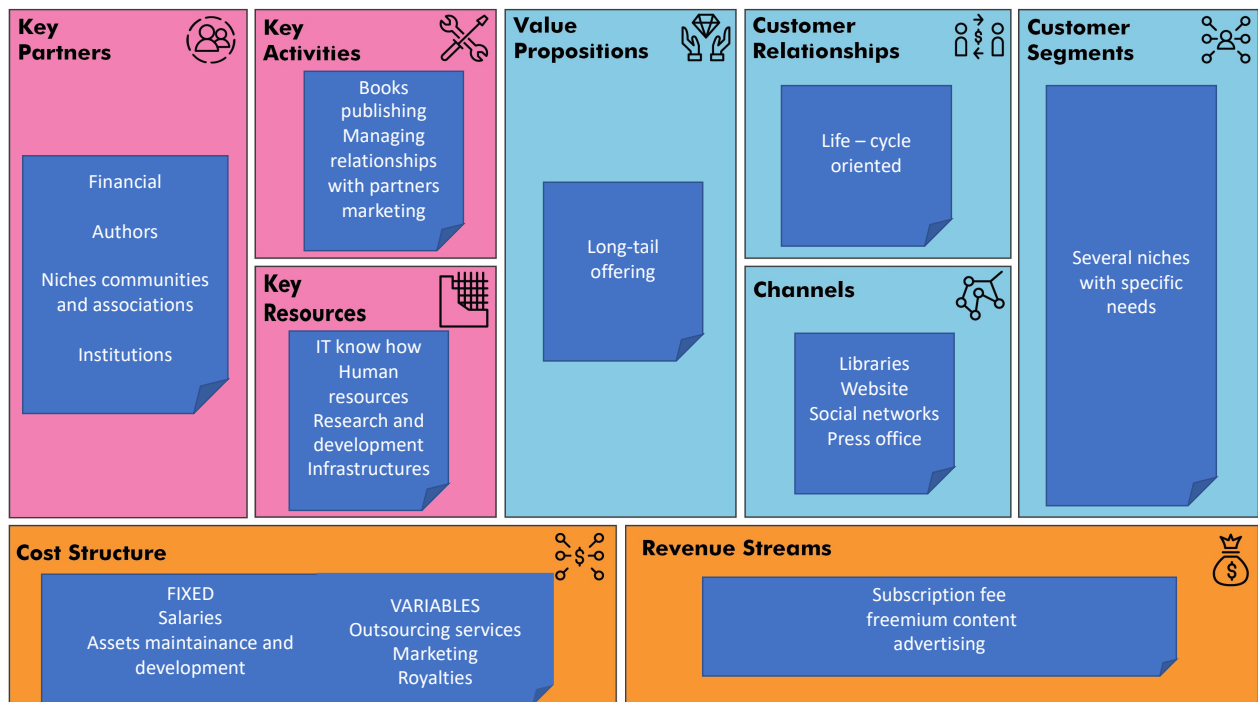 Key
Partners
Financial
Authors
Niches communities
and associations
Institutions
Key
Activities
Books
publishing
Managing
relationships
with partners
marketing
Key
Resources
IT know how
Human
resources
Research and
development
Infrastructures
Value
Propositions
Long-tail
offering
Customer
Relationships
$
Life – cycle
oriented
Channels
Libraries
Website
Social networks
Press office
Customer
Segments
Several niches
with specific
needs
Cost Structure
$
FIXED
Salaries
Assets maintainance and
development
VARIABLES
Outsourcing services
Marketing
Royalties
Revenue Streams
$
Subscription fee
freemium content
advertising